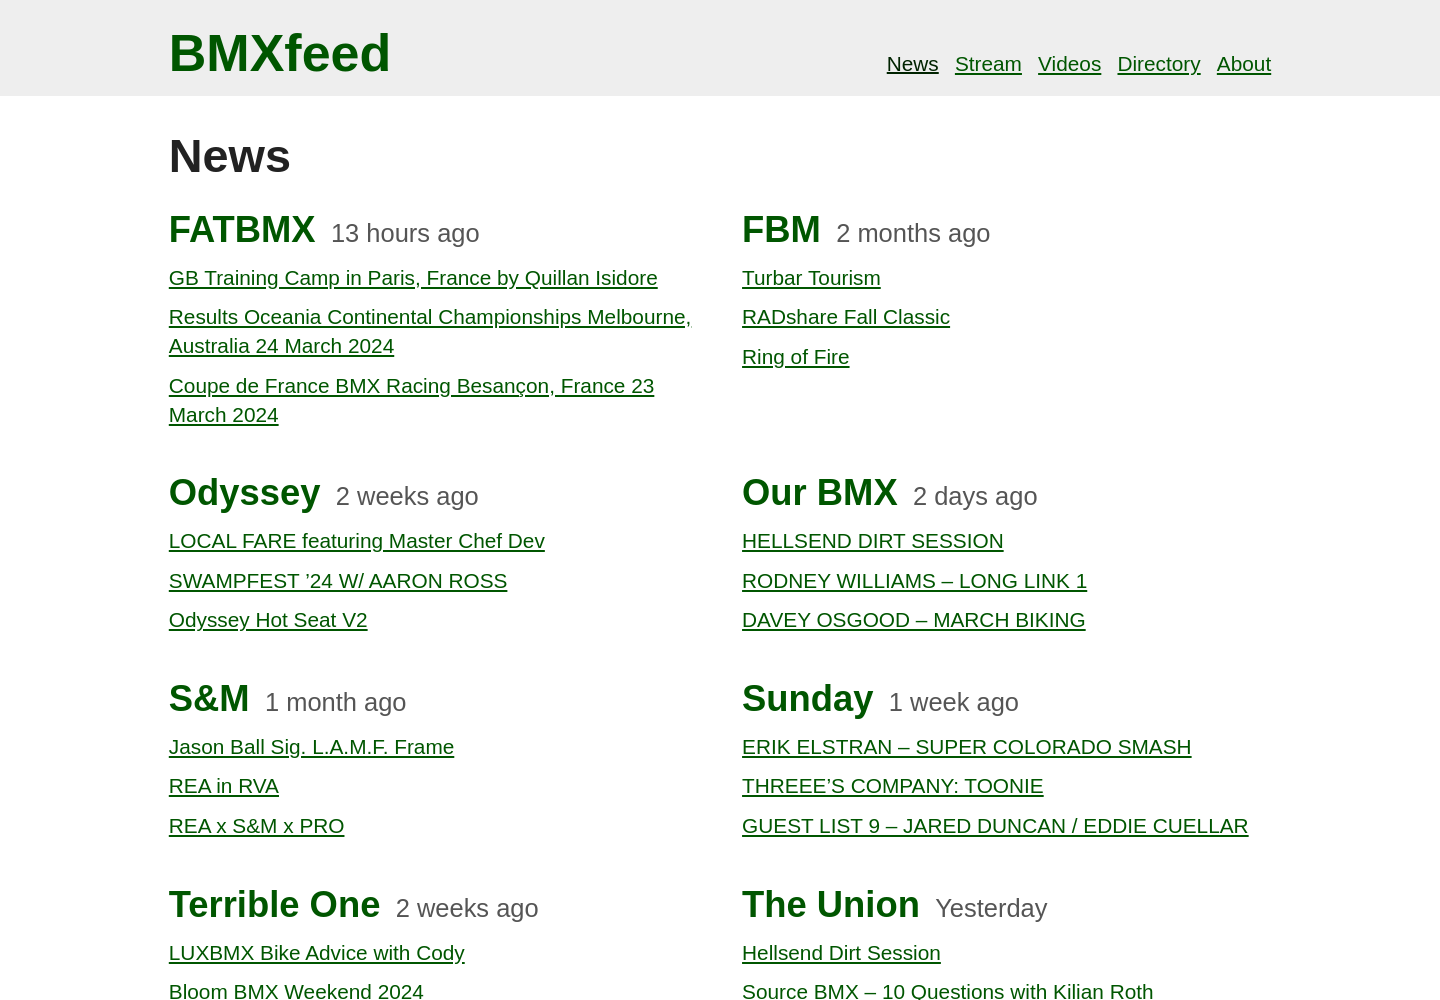 BMXfeed
News Stream Videos Directory About
News
FATBMX 13 hours ago
GB Training Camp in Paris, France by Quillan Isidore
Results Oceania Continental Championships Melbourne,
Australia 24 March 2024
Coupe de France BMX Racing Besançon, France 23
March 2024
FBM 2 months ago
Turbar Tourism
RADshare Fall Classic
Ring of Fire
Odyssey 2 weeks ago
LOCAL FARE featuring Master Chef Dev
SWAMPFEST ’24 W/ AARON ROSS
Odyssey Hot Seat V2
Our BMX 2 days ago
HELLSEND DIRT SESSION
RODNEY WILLIAMS – LONG LINK 1
DAVEY OSGOOD – MARCH BIKING
S&M 1 month ago
Jason Ball Sig. L.A.M.F. Frame
REA in RVA
REA x S&M x PRO
Sunday 1 week ago
ERIK ELSTRAN – SUPER COLORADO SMASH
THREEE’S COMPANY: TOONIE
GUEST LIST 9 – JARED DUNCAN / EDDIE CUELLAR
Terrible One 2 weeks ago
LUXBMX Bike Advice with Cody
Bloom BMX Weekend 2024
The Union Yesterday
Hellsend Dirt Session
Source BMX – 10 Questions with Kilian Roth